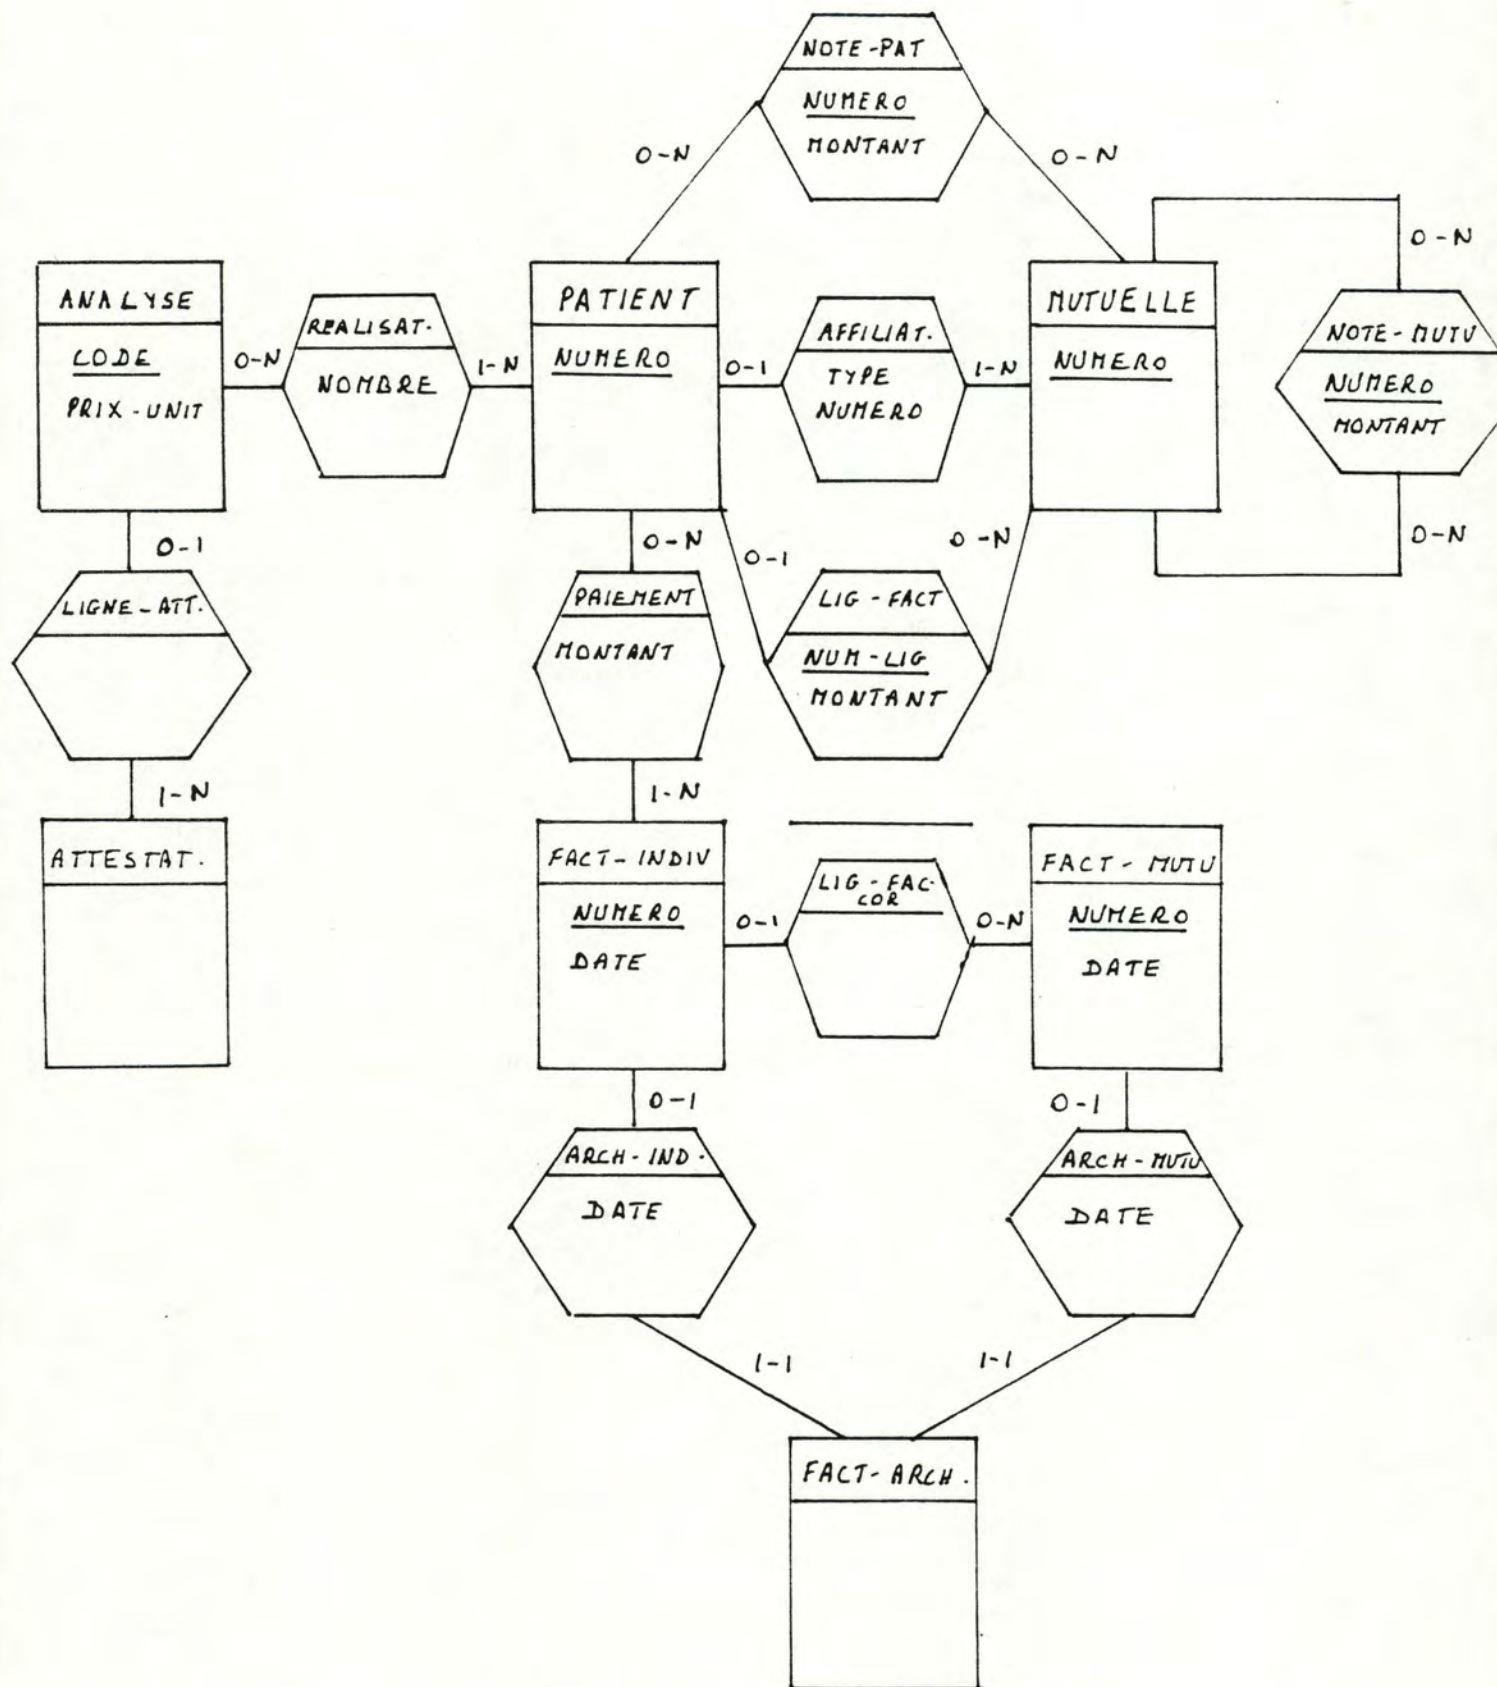 NOTE-PAT
NUMERO
MONTANT
0-N
0-N
0-N
ANALYSE
CODE
PRIX-UNIT
0-N
REALISAT.
NOMBRE
1-N
PATIENT
NUMERO
0-1
AFFILIAT.
TYPE
NUMERO
1-N
MUTUELLE
NUMERO
NOTE-MUTU
NUMERO
MONTANT
0-N
0-1
0-N
0-1
0-N
LIGNE-ATT.
PAIEMENT
MONTANT
LIG-FACT
NUM-LIG
MONTANT
1-N
1-N
ATTESTAT.
FACT-INDIV
NUMERO
DATE
0-1
LIG-FAC-
COR
0-N
FACT-MUTU
NUMERO
DATE
0-1
0-1
ARCH-IND.
DATE
ARCH-MUTU
DATE
1-1
1-1
FACT-ARCH.